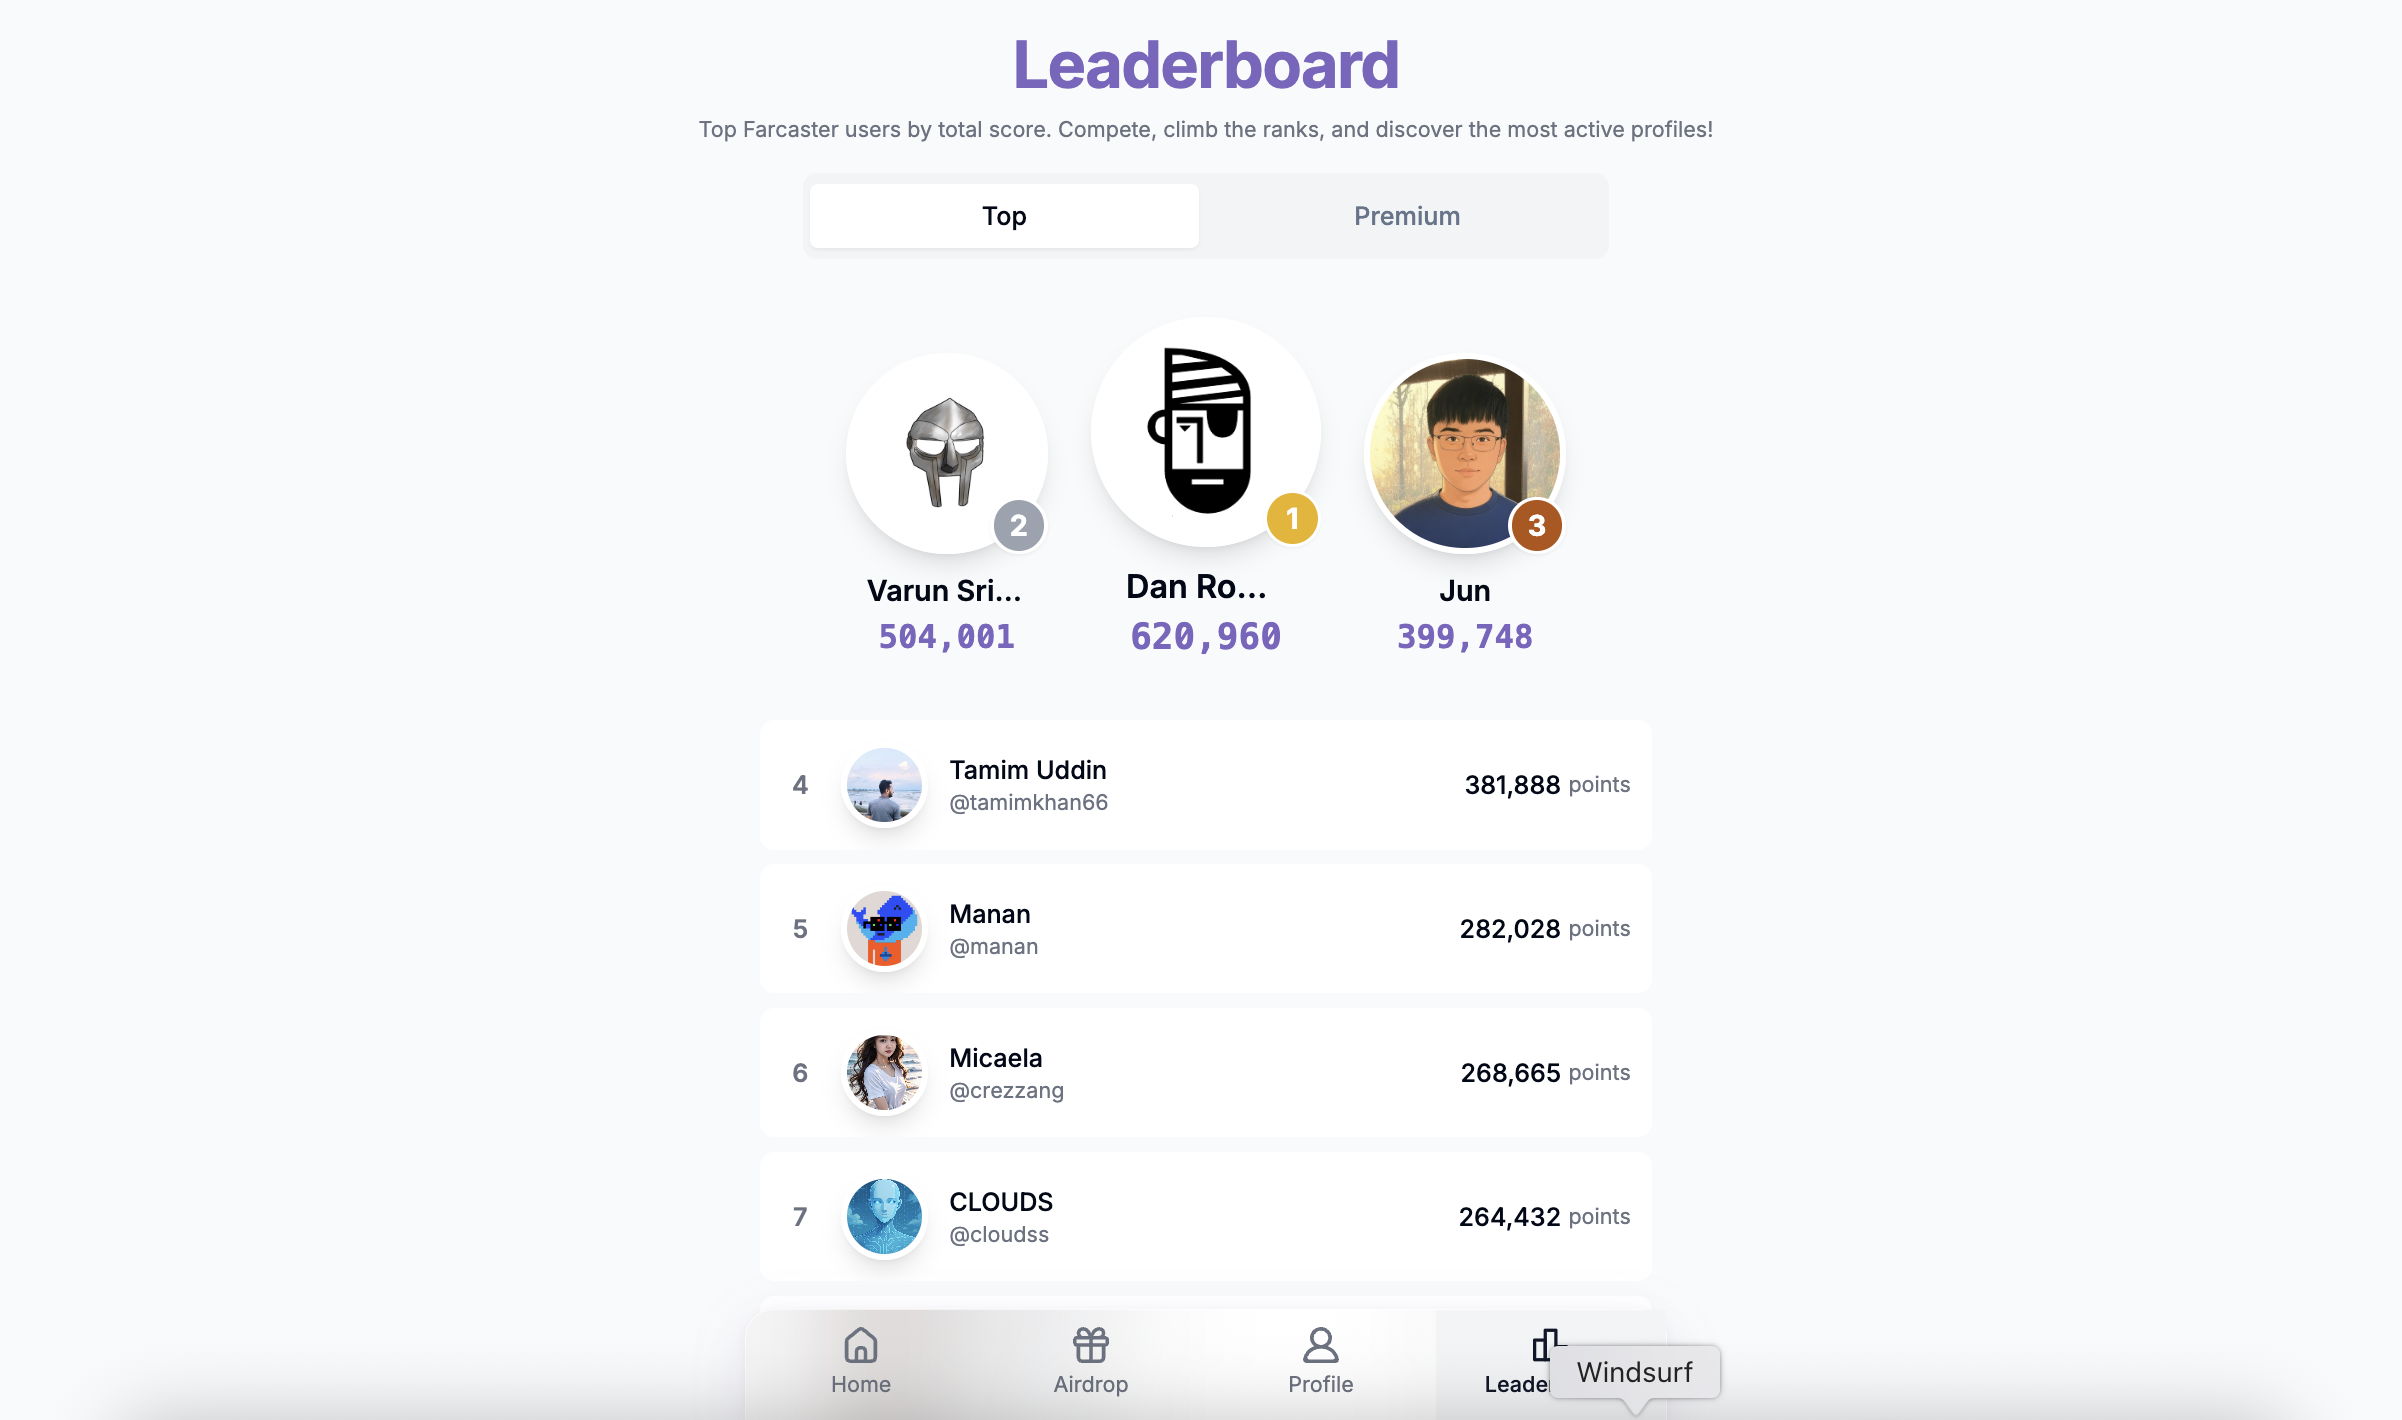 Leaderboard
Top Farcaster users by total score. Compete, climb the ranks, and discover the most active profiles!
Top
Premium
2
1
3
Varun Sri...
Dan Ro...
Jun
504,001
620,960
399,748
4
Tamim Uddin
@tamimkhan66
381,888 points
5
Manan
@manan
282,028 points
6
Micaela
@crezzang
268,665 points
7
CLOUDS
@cloudss
264,432 points
Home
Airdrop
Profile
Leade
Windsurf